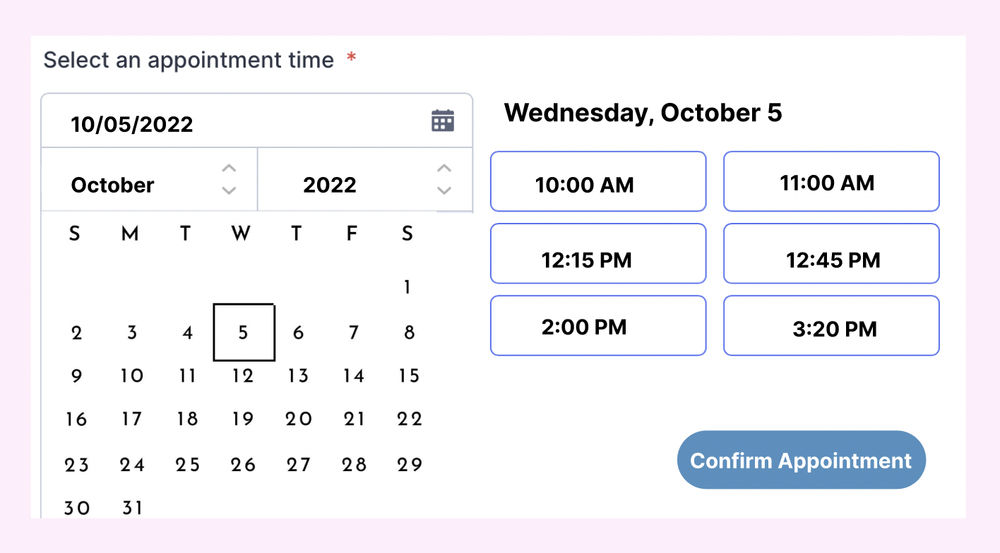 Select an appointment time *
10/05/2022
October 2022
S M T W T F S
1
2 3 4 5 6 7 8
9 10 11 12 13 14 15
16 17 18 19 20 21 22
23 24 25 26 27 28 29
30 31
Wednesday, October 5
10:00 AM 11:00 AM
12:15 PM 12:45 PM
2:00 PM 3:20 PM
Confirm Appointment